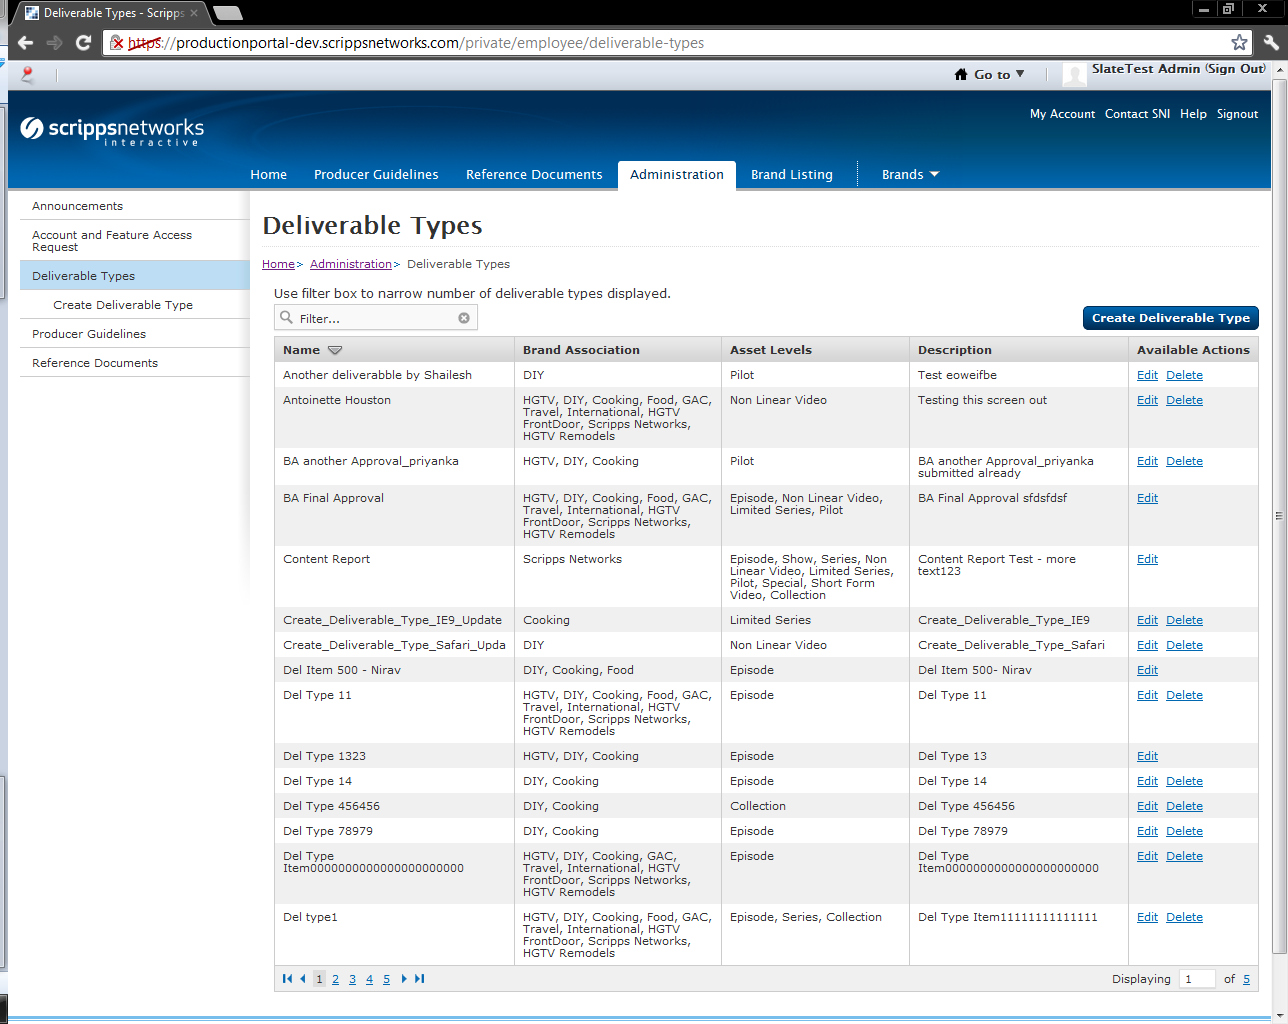 Deliverable Types - Scripps
https://productionportal-dev.scrippsnetworks.com/private/employee/deliverable-types
Go to
SlateTest Admin (Sign Out)
My Account Contact SNI Help Signout
scrippsnetworks
interactive
Home Producer Guidelines Reference Documents Administration Brand Listing Brands
Announcements
Account and Feature Access
Request
Deliverable Types
Create Deliverable Type
Producer Guidelines
Reference Documents
Deliverable Types
Home> Administration> Deliverable Types
Use filter box to narrow number of deliverable types displayed.
Filter...
Create Deliverable Type
Name Brand Association Asset Levels Description Available Actions
Another deliverabble by Shailesh DIY Pilot Test eoweifbe Edit Delete
Antoinette Houston HGTV, DIY, Cooking, Food, GAC, Non Linear Video Testing this screen out Edit Delete
Travel, International, HGTV
FrontDoor, Scripps Networks,
HGTV Remodels
BA another Approval_priyanka HGTV, DIY, Cooking Pilot BA another Approval_priyanka Edit Delete
submitted already
BA Final Approval HGTV, DIY, Cooking, Food, GAC, Episode, Non Linear Video, BA Final Approval sfdsfdsf Edit
Travel, International, HGTV Limited Series, Pilot
FrontDoor, Scripps Networks,
HGTV Remodels
Content Report Scripps Networks Episode, Show, Series, Non Content Report Test - more Edit
Linear Video, Limited Series, text123
Pilot, Special, Short Form
Video, Collection
Create_Deliverable_Type_IE9_Update Cooking Limited Series Create_Deliverable_Type_IE9 Edit Delete
Create_Deliverable_Type_Safari_Upda DIY Non Linear Video Create_Deliverable_Type_Safari Edit Delete
Del Item 500 - Nirav DIY, Cooking, Food Episode Del Item 500- Nirav Edit
Del Type 11 HGTV, DIY, Cooking, Food, GAC, Episode Del Type 11 Edit Delete
Travel, International, HGTV
FrontDoor, Scripps Networks,
HGTV Remodels
Del Type 1323 HGTV, DIY, Cooking Episode Del Type 13 Edit
Del Type 14 DIY, Cooking Episode Del Type 14 Edit Delete
Del Type 456456 DIY, Cooking Collection Del Type 456456 Edit Delete
Del Type 78979 DIY, Cooking Episode Del Type 78979 Edit Delete
Del Type HGTV, DIY, Cooking, GAC, Episode Del Type Edit Delete
Item0000000000000000000000 Travel, International, HGTV Item0000000000000000000000
FrontDoor, Scripps Networks,
HGTV Remodels
Del type1 HGTV, DIY, Cooking, Food, GAC, Episode, Series, Collection Del Type Item11111111111111 Edit Delete
Travel, International, HGTV
FrontDoor, Scripps Networks,
HGTV Remodels
1 2 3 4 5 Displaying 1 of 5